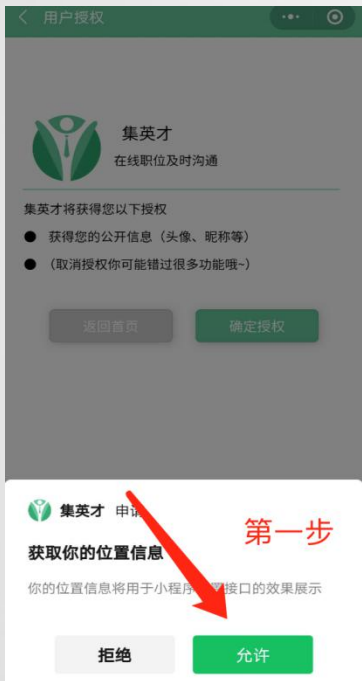 用户授权
集英才
在线职位及时沟通
集英才将获得您以下授权
获得您的公开信息（头像、昵称等）
（取消授权你可能错过很多功能哦~）
返回首页 确定授权
集英才 申
第一步
获取你的位置信息
你的位置信息将用于小程序 接口的效果展示
拒绝 允许